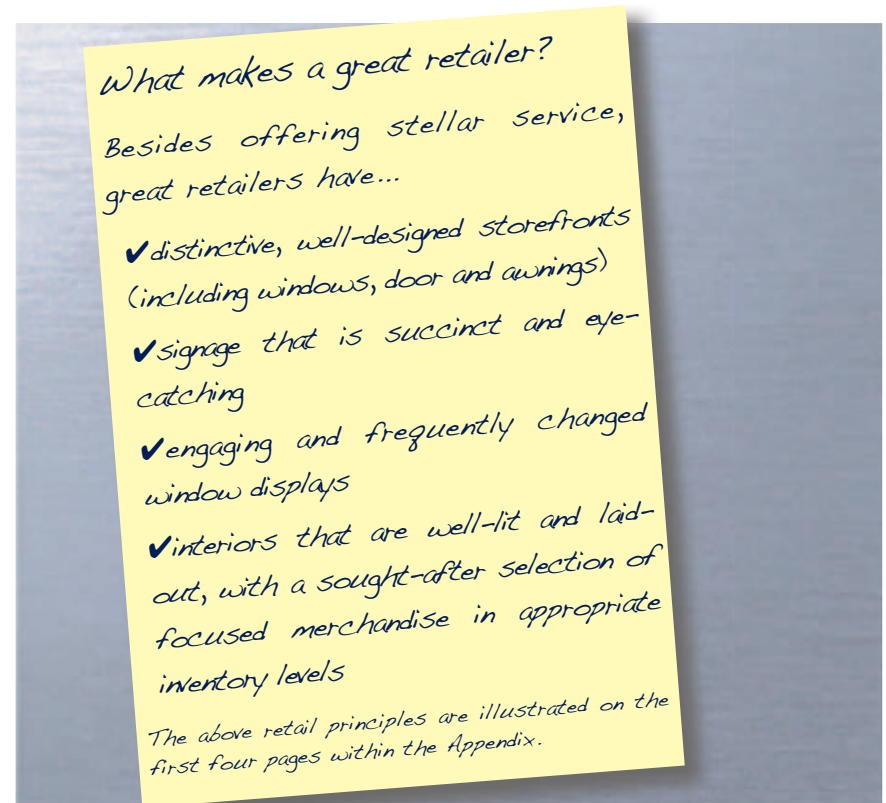 What makes a great retailer?
Besides offering stellar service,
great retailers have...
✔distinctive, well-designed storefronts
(including windows, door and awnings)
✔signage that is succinct and eye-
catching
✔engaging and frequently changed
window displays
✔interiors that are well-lit and laid-
out, with a sought-after selection of
focused merchandise in appropriate
inventory levels
The above retail principles are illustrated on the
first four pages within the Appendix.